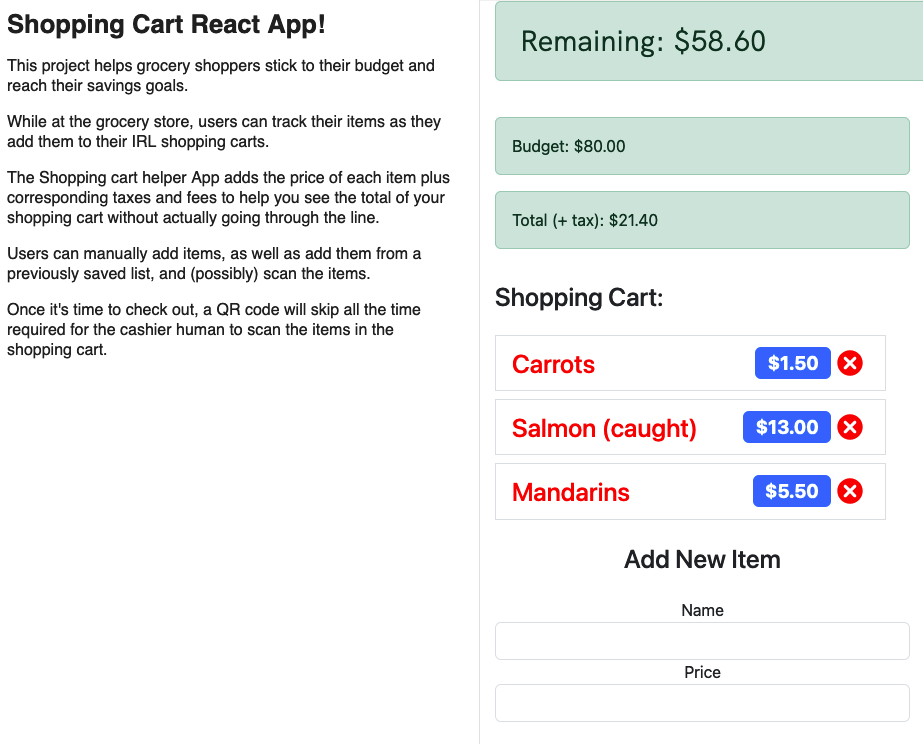 Shopping Cart React App!
This project helps grocery shoppers stick to their budget and
reach their savings goals.
While at the grocery store, users can track their items as they
add them to their IRL shopping carts.
The Shopping cart helper App adds the price of each item plus
corresponding taxes and fees to help you see the total of your
shopping cart without actually going through the line.
Users can manually add items, as well as add them from a
previously saved list, and (possibly) scan the items.
Once it's time to check out, a QR code will skip all the time
required for the cashier human to scan the items in the
shopping cart.
Remaining: $58.60
Budget: $80.00
Total (+ tax): $21.40
Shopping Cart:
Carrots $1.50
Salmon (caught) $13.00
Mandarins $5.50
Add New Item
Name
Price